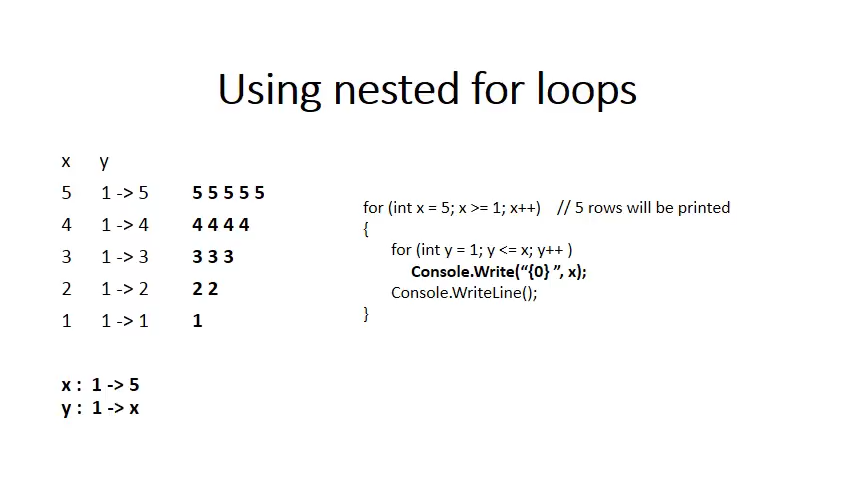 Using nested for loops
x y
5 1 -> 5 5 5 5 5 5
4 1 -> 4 4 4 4 4
3 1 -> 3 3 3 3
2 1 -> 2 2 2
1 1 -> 1 1
x : 1 -> 5
y : 1 -> x
for (int x = 5; x >= 1; x++) // 5 rows will be printed
{
for (int y = 1; y <= x; y++ )
Console.Write(“{0} ”, x);
Console.WriteLine();
}